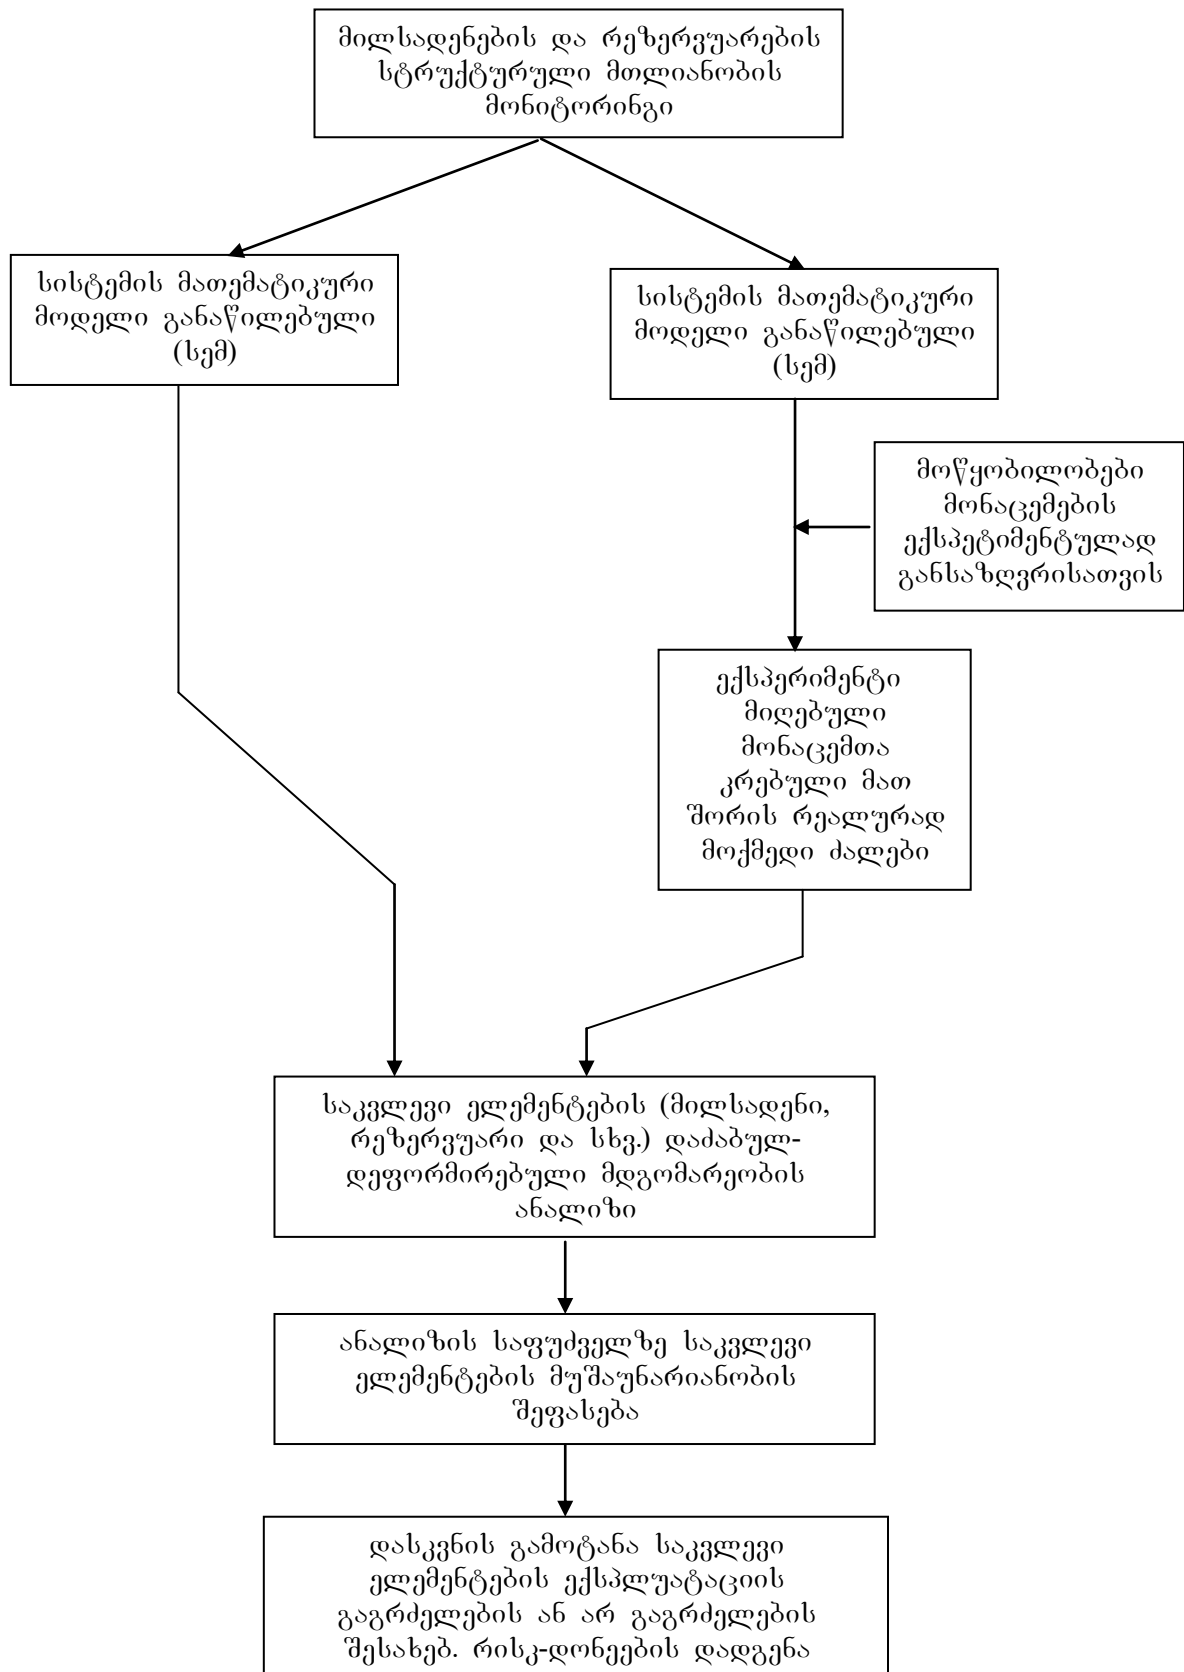 მილსადენების და რეზერვუარების
სტრუქტურული მთლიანობის
მონიტორინგი
სისტემის მათემატიკური
მოდელი განაწილებული
(სემ)
სისტემის მათემატიკური
მოდელი განაწილებული
(სემ)
მოწყობილობები
მონაცემების
ექსპეტიმენტულად
განსაზღვრისათვის
ექსპერიმენტი
მიღებული
მონაცემთა
კრებული მათ
შორის რეალურად
მოქმედი ძალები
საკვლევი ელემენტების (მილსადენი,
რეზერვუარი და სხვ.) დაძაბულ-
დეფორმირებული მდგომარეობის
ანალიზი
ანალიზის საფუძველზე საკვლევი
ელემენტების მუშაუნარიანობის
შეფასება
დასკვნის გამოტანა საკვლევი
ელემენტების ექსპლუატაციის
გაგრძელების ან არ გაგრძელების
შესახებ. რისკ-დონეების დადგენა